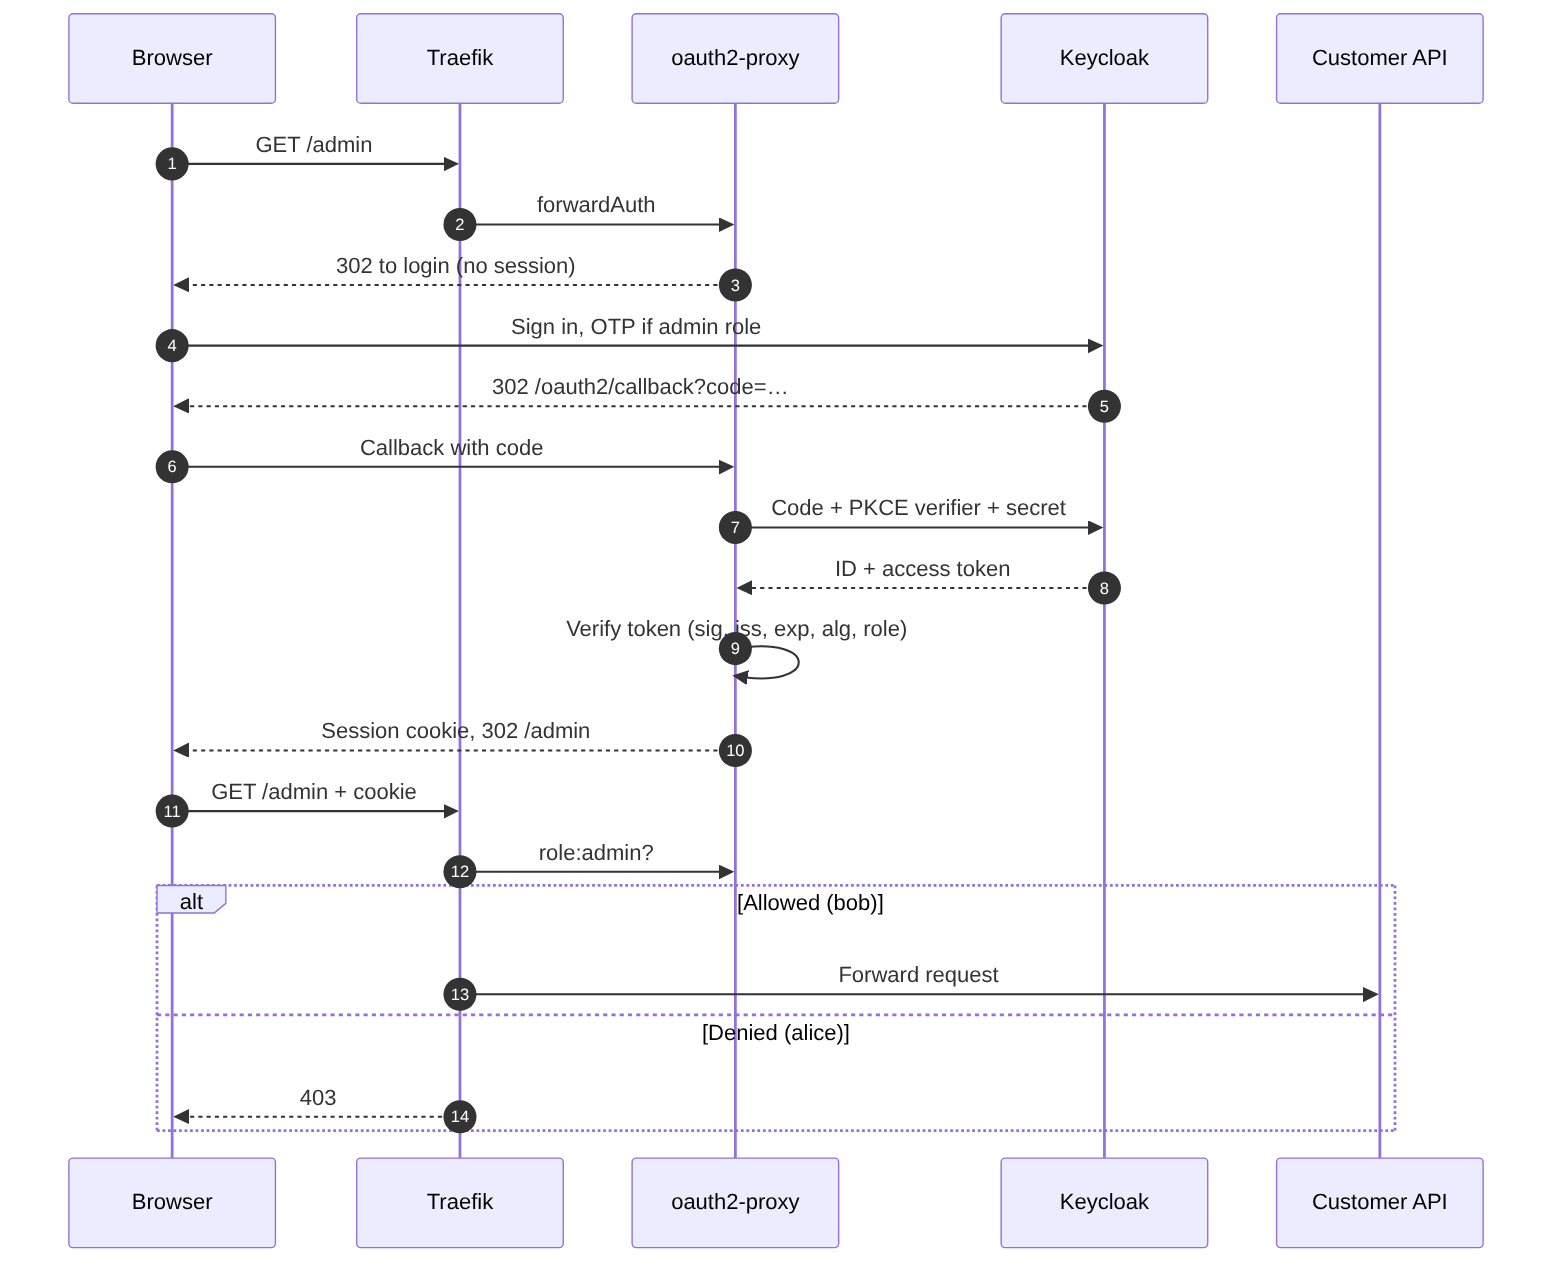 Browser
Traefik
oauth2-proxy
Keycloak
Customer API
GET /admin
1
forwardAuth
2
302 to login (no session)
3
Sign in, OTP if admin role
4
302 /oauth2/callback?code=…
5
Callback with code
6
Code + PKCE verifier + secret
7
ID + access token
8
Verify token (sig, iss, exp, alg, role)
9
Session cookie, 302 /admin
10
GET /admin + cookie
11
role:admin?
12
alt
[Allowed (bob)]
Forward request
13
[Denied (alice)]
403
14
Browser
Traefik
oauth2-proxy
Keycloak
Customer API